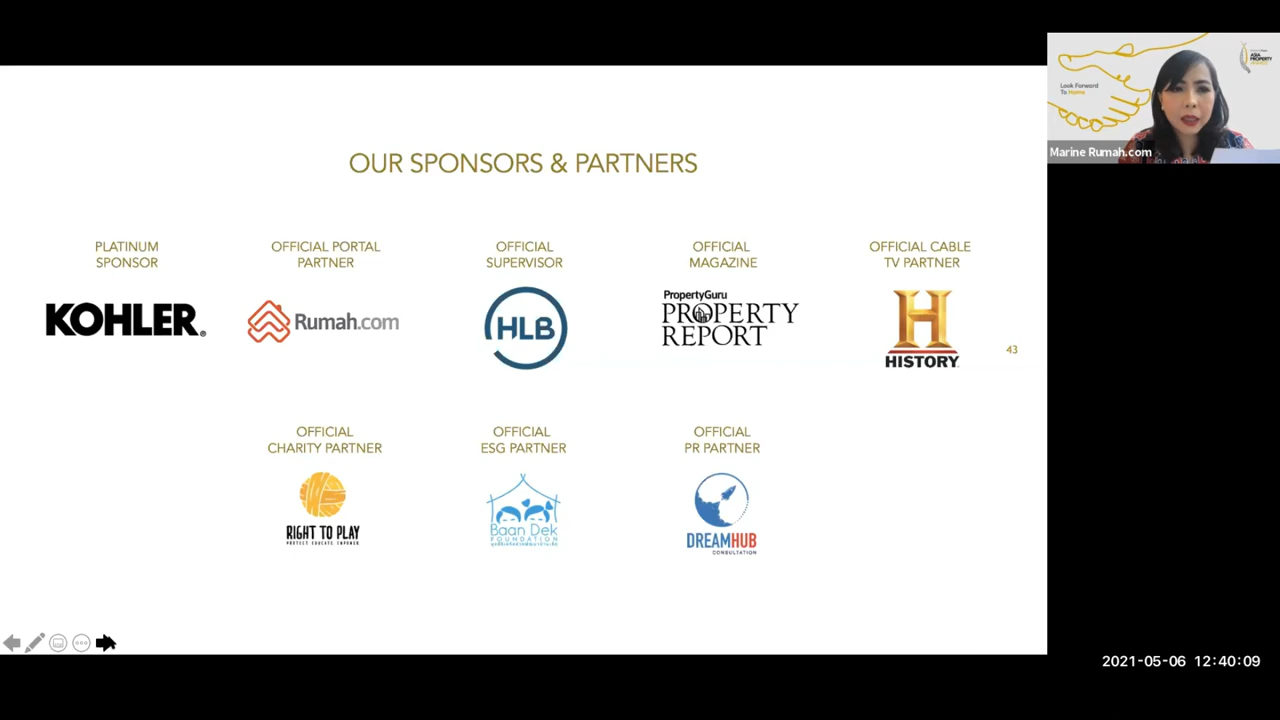 Look Forward
To Home
ASIA
PROPERTY
AWARDS
Marine Rumah.com
OUR SPONSORS & PARTNERS
PLATINUM
SPONSOR
OFFICIAL PORTAL
PARTNER
OFFICIAL
SUPERVISOR
OFFICIAL
MAGAZINE
OFFICIAL CABLE
TV PARTNER
KOHLER
Rumah.com
HLB
PropertyGuru
PROPERTY
REPORT
H
HISTORY
43
OFFICIAL
CHARITY PARTNER
OFFICIAL
ESG PARTNER
OFFICIAL
PR PARTNER
RIGHT TO PLAY
PROTECT EDUCATE EMPOWER
Baan Dek
FOUNDATION
DREAMHUB
CONSULTATION
2021-05-06 12:40:09